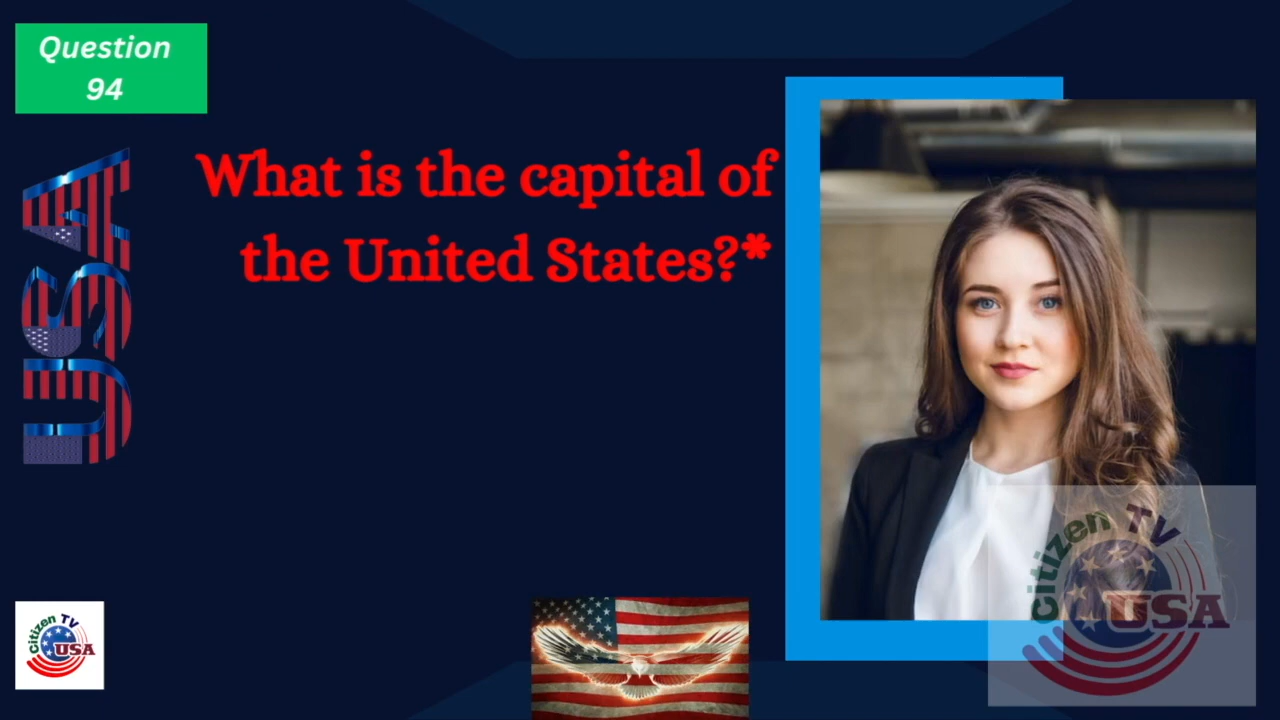 Question
94
What is the capital of
the United States?*
USA
Citizen TV
USA
Citizen TV
USA